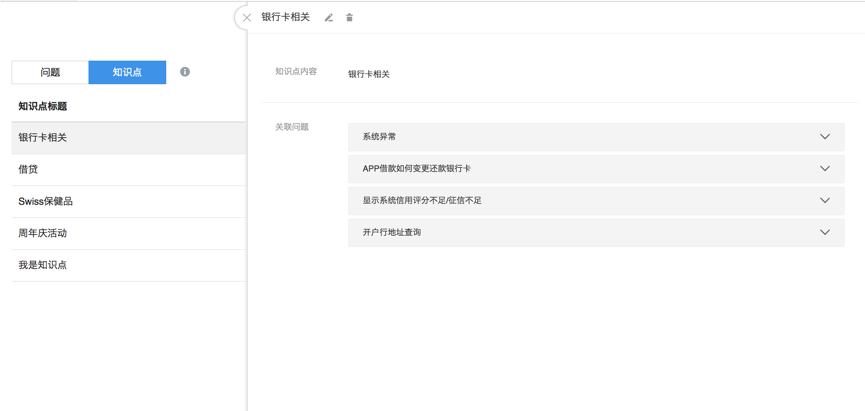 银行卡相关
问题
知识点
知识点标题
银行卡相关
借贷
Swiss保健品
周年庆活动
我是知识点
知识点内容
银行卡相关
关联问题
系统异常
APP借款如何变更还款银行卡
显示系统信用评分不足/征信不足
开户行地址查询